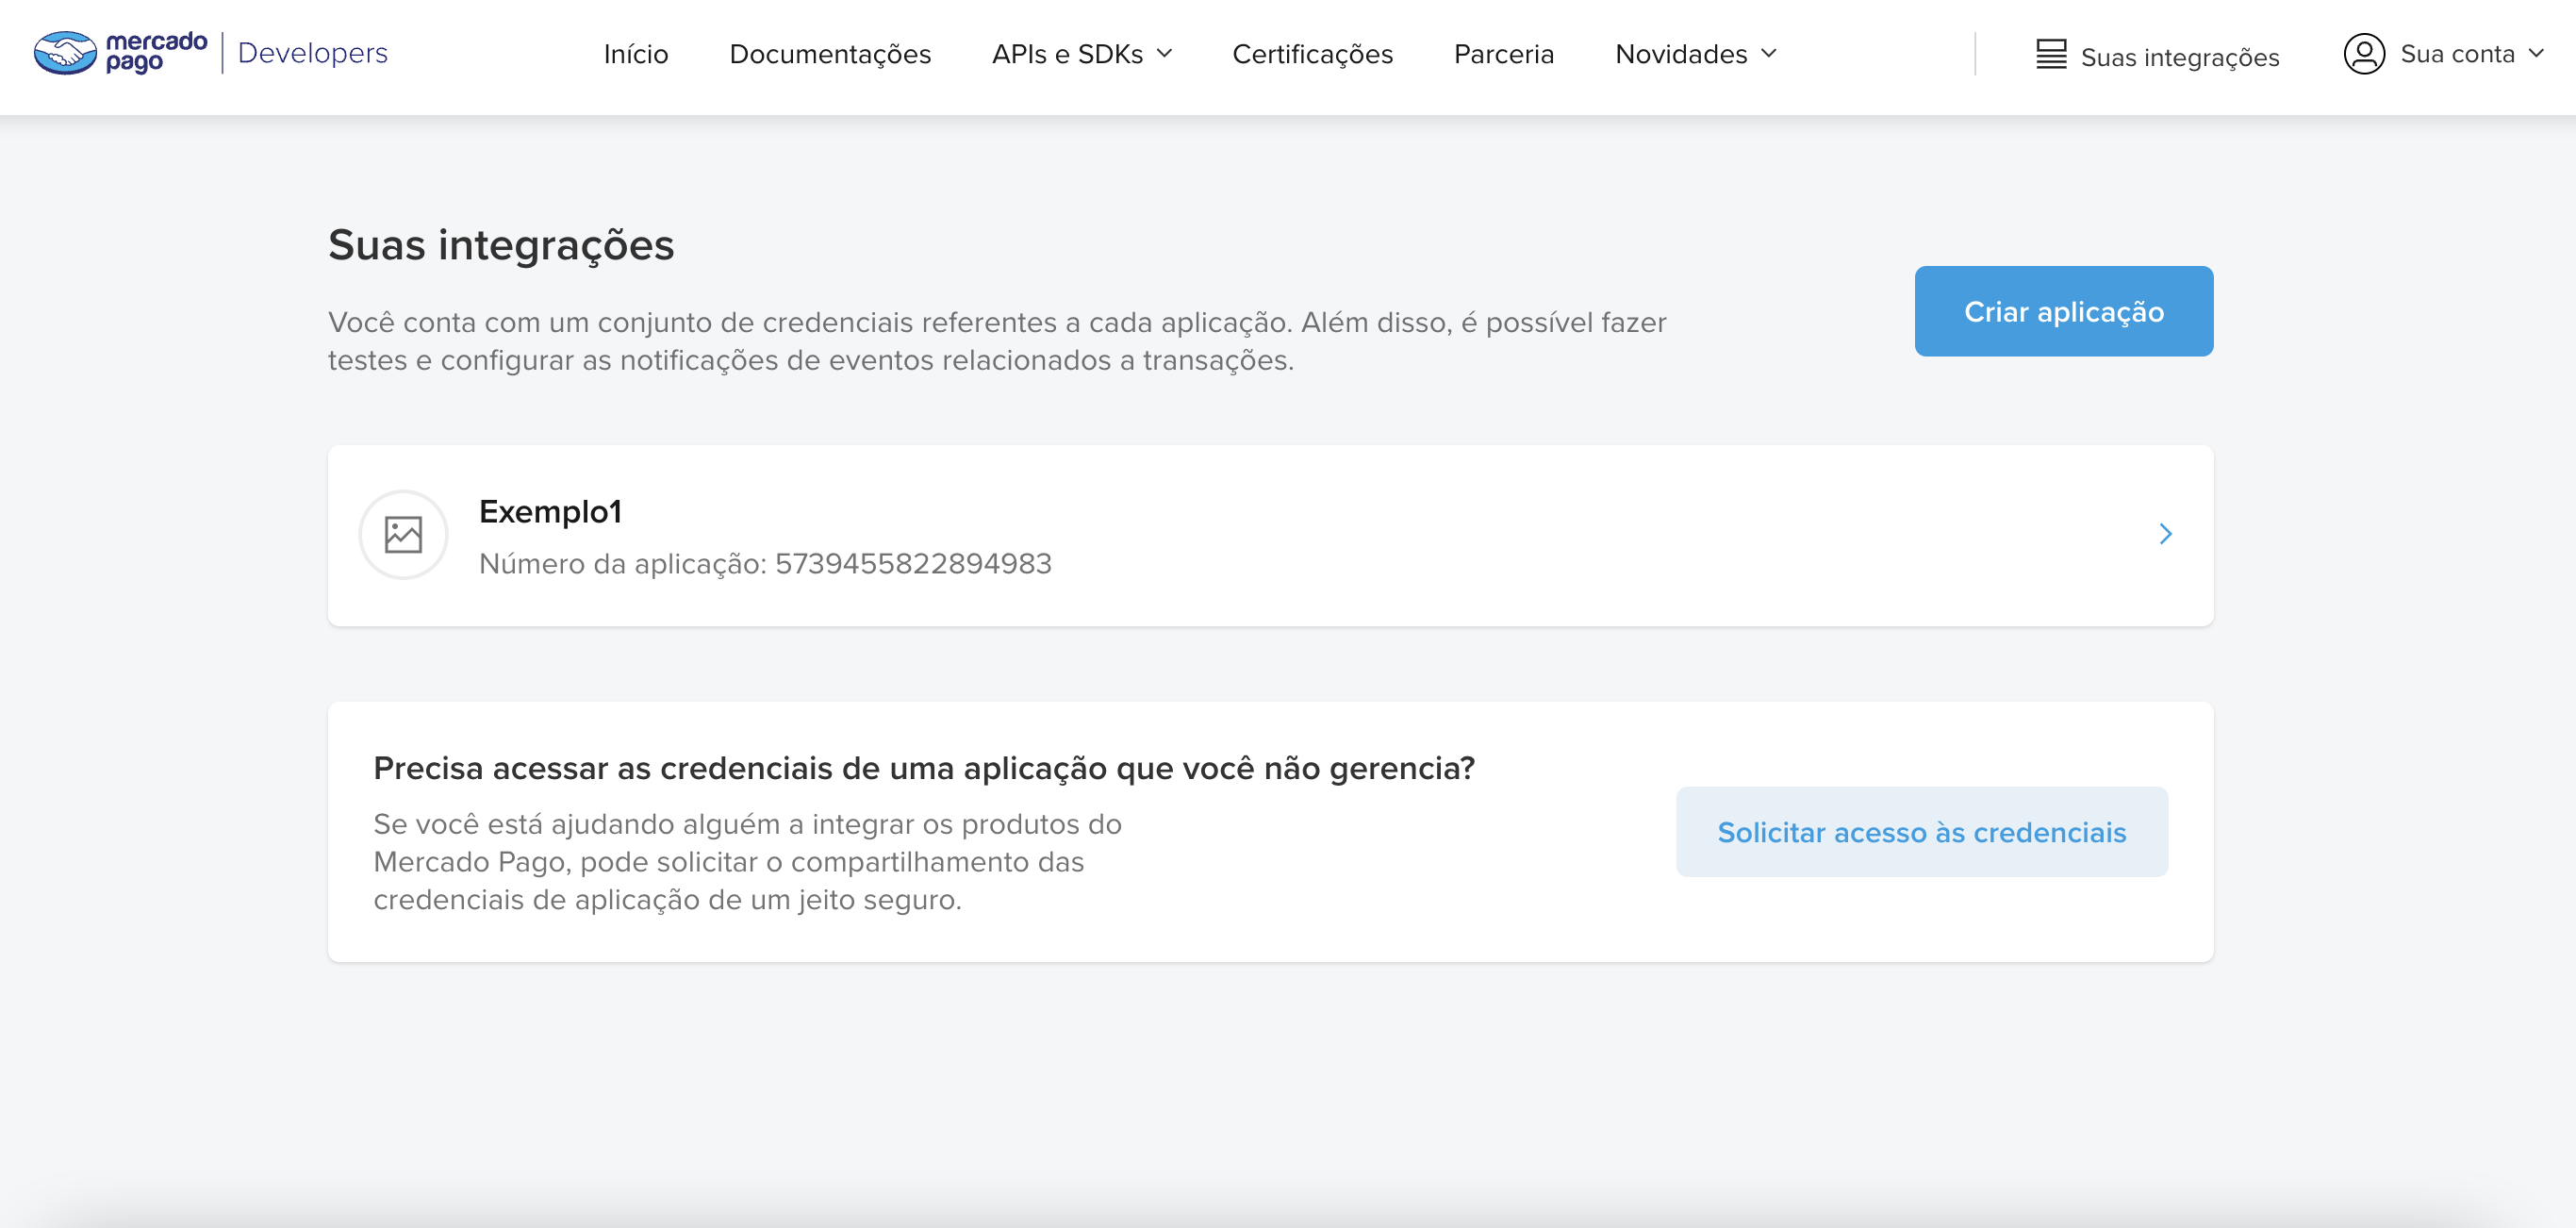 mercado pago | Developers
Início
Documentações
APIs e SDKs
Certificações
Parceria
Novidades
Suas integrações
Sua conta
Suas integrações
Você conta com um conjunto de credenciais referentes a cada aplicação. Além disso, é possível fazer
testes e configurar as notificações de eventos relacionados a transações.
Criar aplicação
Exemplo1
Número da aplicação: 5739455822894983
Precisa acessar as credenciais de uma aplicação que você não gerencia?
Se você está ajudando alguém a integrar os produtos do
Mercado Pago, pode solicitar o compartilhamento das
credenciais de aplicação de um jeito seguro.
Solicitar acesso às credenciais